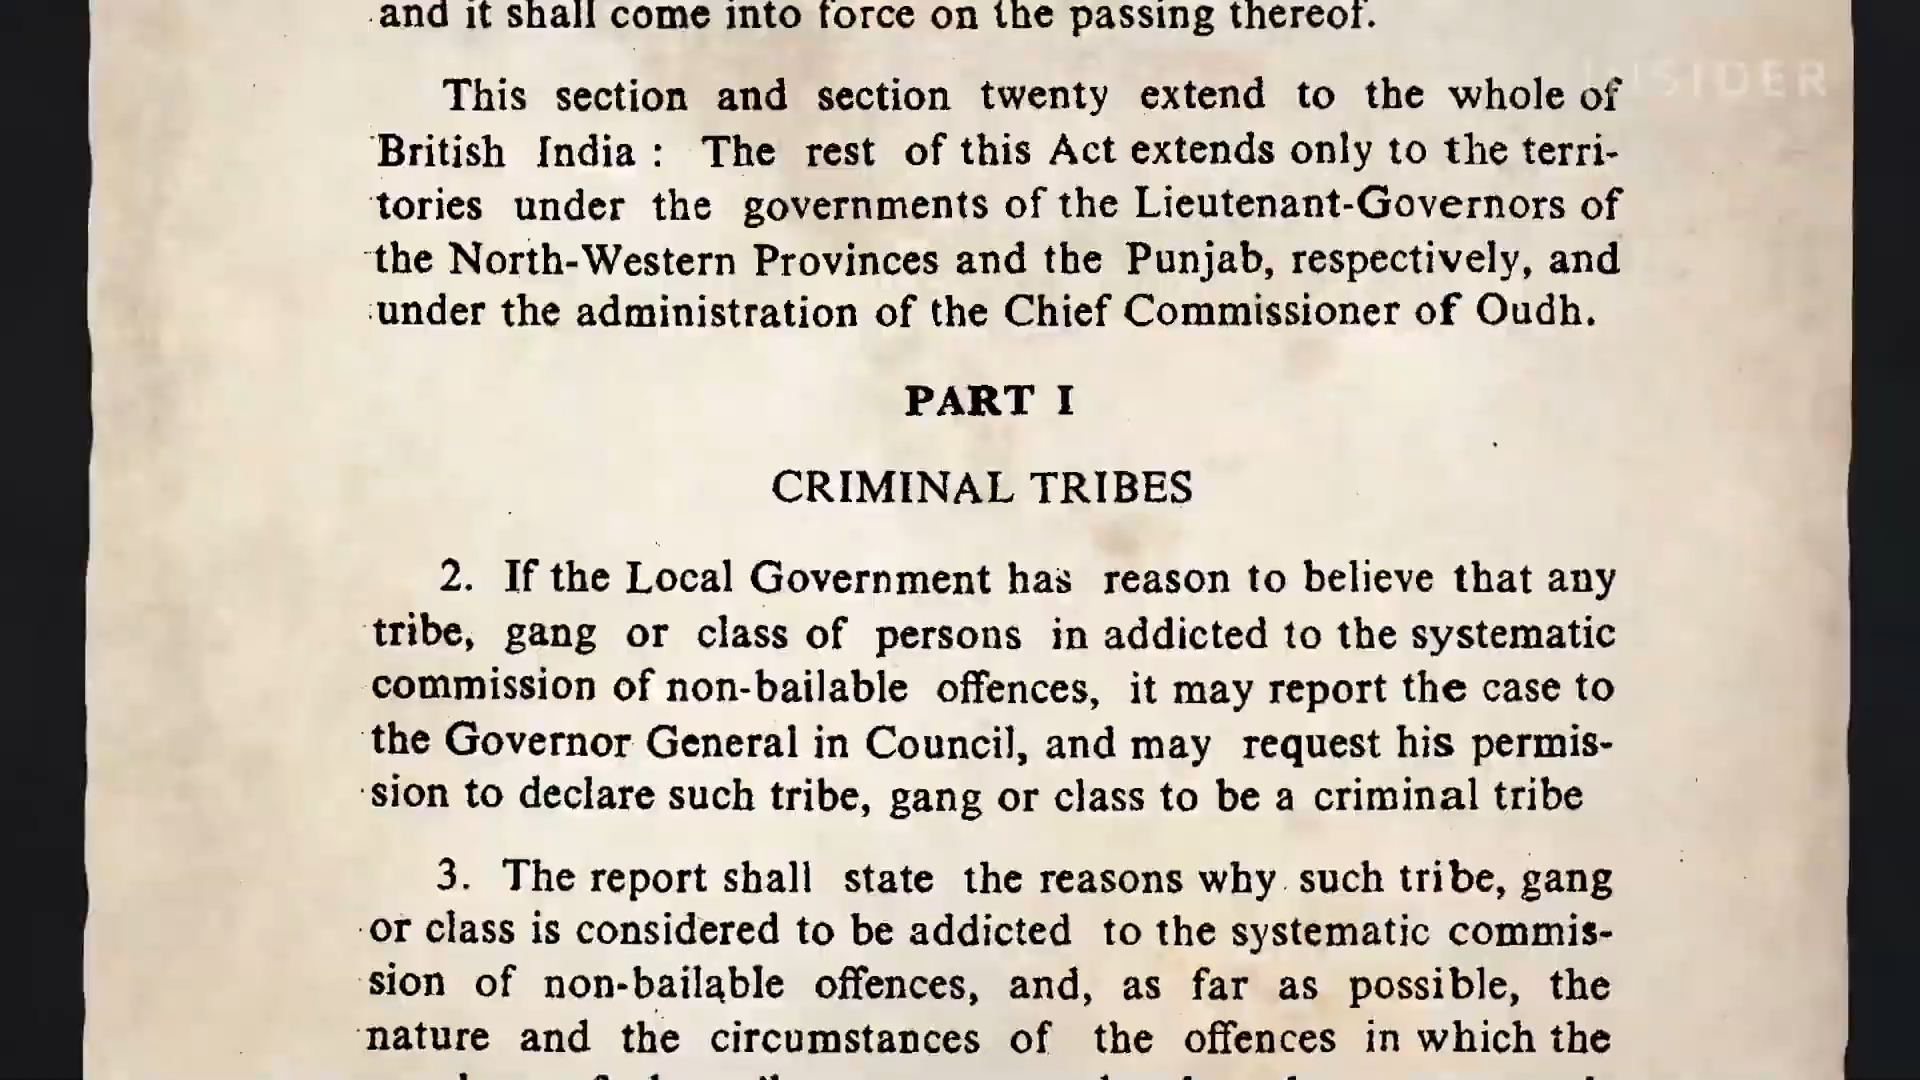 and it shall come into force on the passing thereof.
INSIDER
This section and section twenty extend to the whole of
British India : The rest of this Act extends only to the terri-
tories under the governments of the Lieutenant-Governors of
the North-Western Provinces and the Punjab, respectively, and
under the administration of the Chief Commissioner of Oudh.
PART I
CRIMINAL TRIBES
2. If the Local Government has reason to believe that any
tribe, gang or class of persons in addicted to the systematic
commission of non-bailable offences, it may report the case to
the Governor General in Council, and may request his permis-
sion to declare such tribe, gang or class to be a criminal tribe
3. The report shall state the reasons why such tribe, gang
or class is considered to be addicted to the systematic commis-
sion of non-bailable offences, and, as far as possible, the
nature and the circumstances of the offences in which the